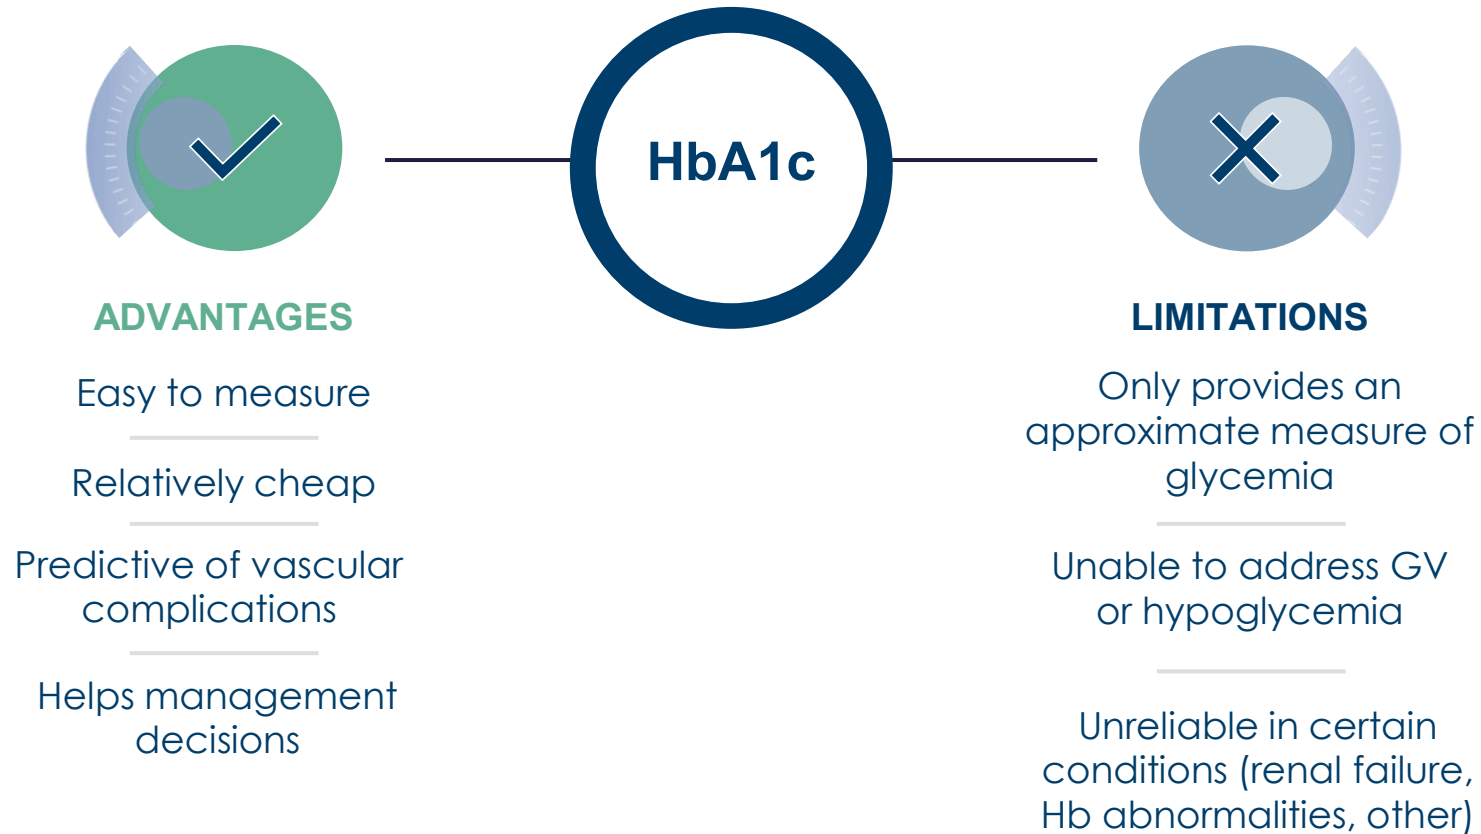 HbA1c
ADVANTAGES
Easy to measure
Relatively cheap
Predictive of vascular
complications
Helps management
decisions
LIMITATIONS
Only provides an
approximate measure of
glycemia
Unable to address GV
or hypoglycemia
Unreliable in certain
conditions (renal failure,
Hb abnormalities, other)